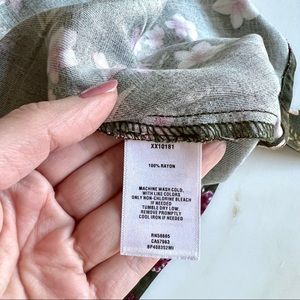 XX10181
100% RAYON
MACHINE WASH COLD,
WITH LIKE COLORS
ONLY NON-CHLORINE BLEACH
IF NEEDED
TUMBLE DRY LOW,
REMOVE PROMPTLY
COOL IRON IF NEEDED
RN58665
CA57963